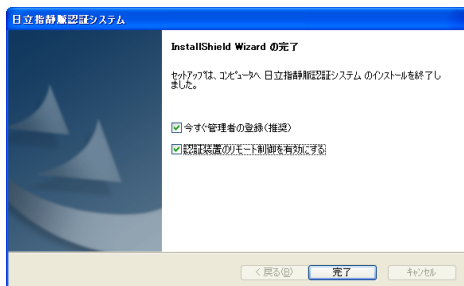 日立指静脈認証システム
InstallShield Wizard の完了
セットアップは、コンピュータへ 日立指静脈認証システム のインストールを終了し
ました。
今すぐ管理者の登録(推奨)
認証装置のリモート制御を有効にする
< 戻る(B) 完了 キャンセル